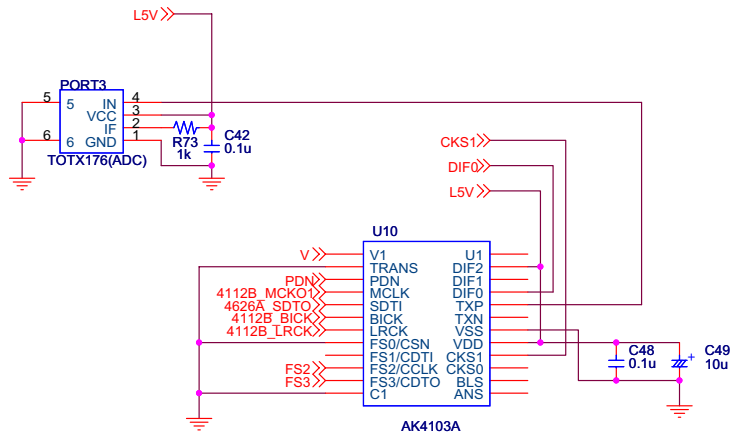 L5V
PORT3
5 5 IN 4
VCC 3
IF 2
6 6 GND 1
R73
1k
C42
0.1u
TOTX176(ADC)
CKS1
DIF0
L5V
U10
V V1 U1
TRANS DIF2
PDN PDN DIF1
4112B_MCKO1 MCLK DIF0
4626A_SDTO SDTI TXP
4112B_BICK BICK TXN
4112B_LRCK LRCK VSS
FS0/CSN VDD
FS1/CDTI CKS1
FS2 FS2/CCLK CKS0
FS3 FS3/CDTO BLS
C1 ANS
C48
0.1u
+
C49
10u
AK4103A